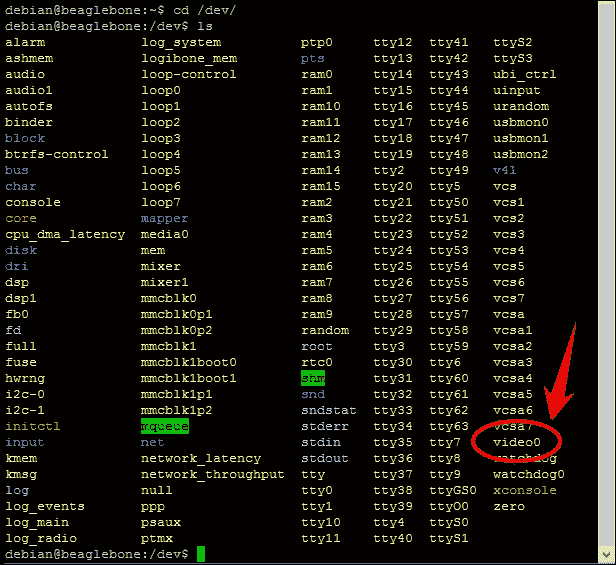 debian@beaglebone:~$ cd /dev/
debian@beaglebone:/dev$ ls
alarm log_system ptp0 tty12 tty41 ttyS2
ashmem logibone_mem pts tty13 tty42 ttyS3
audio loop-control ram0 tty14 tty43 ubi_ctrl
audio1 loop0 ram1 tty15 tty44 uinput
autofs loop1 ram10 tty16 tty45 urandom
binder loop2 ram11 tty17 tty46 usbmon0
block loop3 ram12 tty18 tty47 usbmon1
btrfs-control loop4 ram13 tty19 tty48 usbmon2
bus loop5 ram14 tty2 tty49 v4l
char loop6 ram15 tty20 tty5 vcs
console loop7 ram2 tty21 tty50 vcs1
core mapper ram3 tty22 tty51 vcs2
cpu_dma_latency media0 ram4 tty23 tty52 vcs3
disk mem ram5 tty24 tty53 vcs4
dri mixer ram6 tty25 tty54 vcs5
dsp mixer1 ram7 tty26 tty55 vcs6
dsp1 mmcblk0 ram8 tty27 tty56 vcs7
fb0 mmcblk0p1 ram9 tty28 tty57 vcsa
fd mmcblk0p2 random tty29 tty58 vcsa1
full mmcblk1 root tty3 tty59 vcsa2
fuse mmcblk1boot0 rtc0 tty30 tty6 vcsa3
hwrng mmcblk1boot1 shm tty31 tty60 vcsa4
i2c-0 mmcblk1p1 snd tty32 tty61 vcsa5
i2c-1 mmcblk1p2 sndstat tty33 tty62 vcsa6
initctl mqueue stderr tty34 tty63 vcsa7
input net stdin tty35 tty7 video0
kmem network_latency stdout tty36 tty8 watchdog
kmsg network_throughput tty tty37 tty9 watchdog0
log null tty0 tty38 ttyGS0 xconsole
log_events ppp tty1 tty39 ttyO0 zero
log_main psaux tty10 tty4 ttyS0
log_radio ptmx tty11 tty40 ttyS1
debian@beaglebone:/dev$